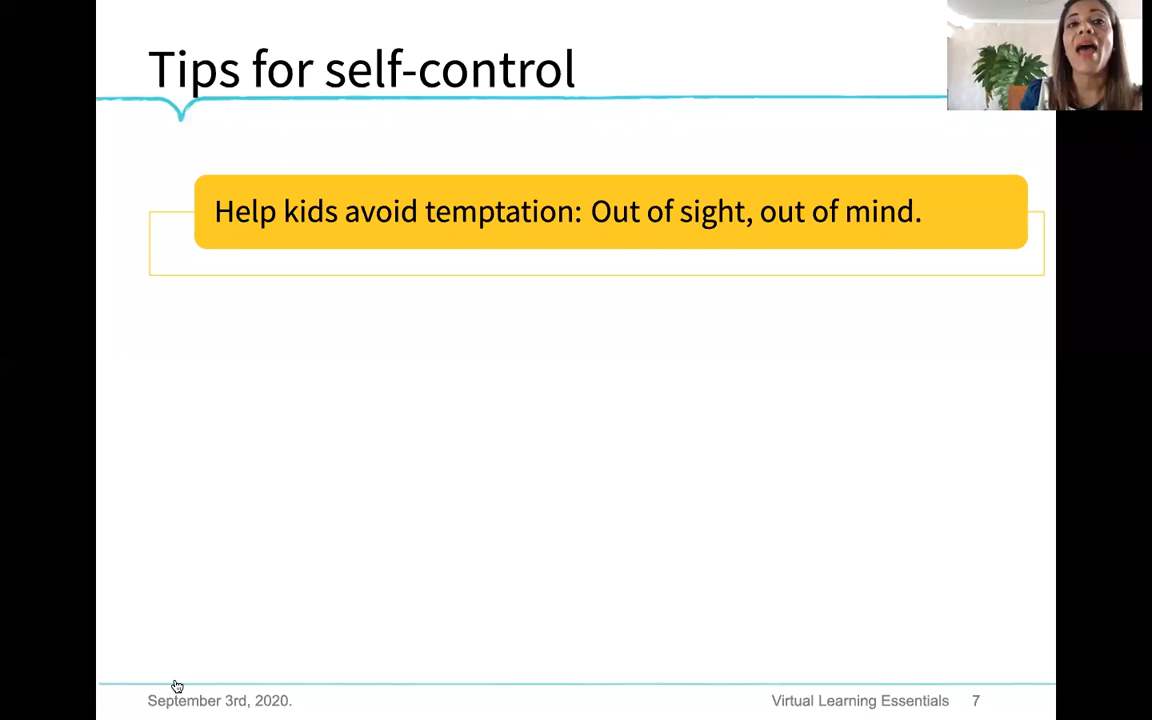 Tips for self-control
Help kids avoid temptation: Out of sight, out of mind.
September 3rd, 2020.
Virtual Learning Essentials 7